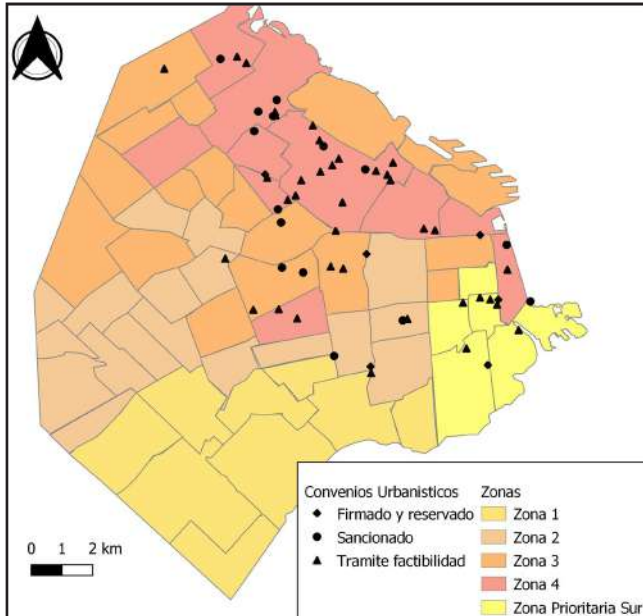 Convenios Urbanisticos
Firmado y reservado
Sancionado
Tramite factibilidad
Zonas
Zona 1
Zona 2
Zona 3
Zona 4
Zona Prioritaria Sur
0 1 2 km